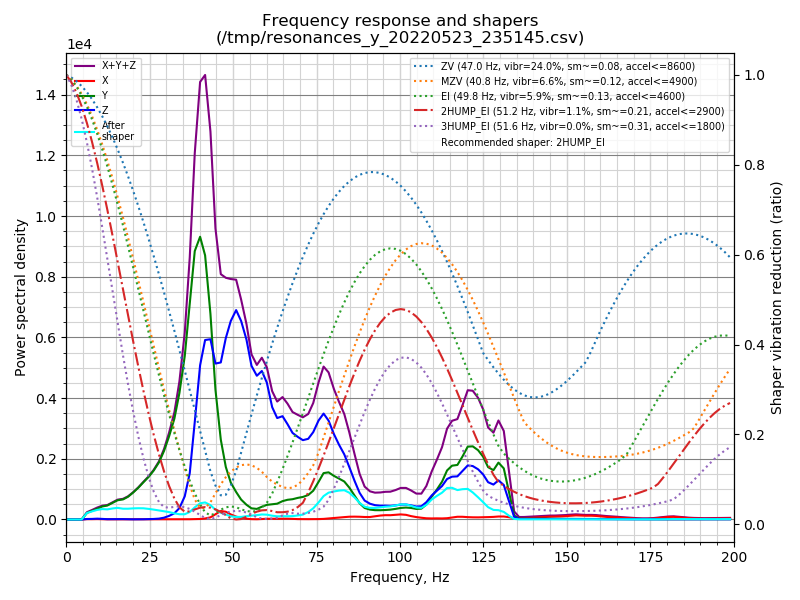 Frequency response and shapers
(/tmp/resonances_y_20220523_235145.csv)
1e4
X+Y+Z
X
Y
Z
After
shaper
ZV (47.0 Hz, vibr=24.0%, sm~=0.08, accel<=8600)
MZV (40.8 Hz, vibr=6.6%, sm~=0.12, accel<=4900)
EI (49.8 Hz, vibr=5.9%, sm~=0.13, accel<=4600)
2HUMP_EI (51.2 Hz, vibr=1.1%, sm~=0.21, accel<=2900)
3HUMP_EI (51.6 Hz, vibr=0.0%, sm~=0.31, accel<=1800)
Recommended shaper: 2HUMP_EI
Power spectral density
1.4
1.2
1.0
0.8
0.6
0.4
0.2
0.0
1.0
0.8
0.6
0.4
0.2
0.0
Shaper vibration reduction (ratio)
0 25 50 75 100 125 150 175 200
Frequency, Hz